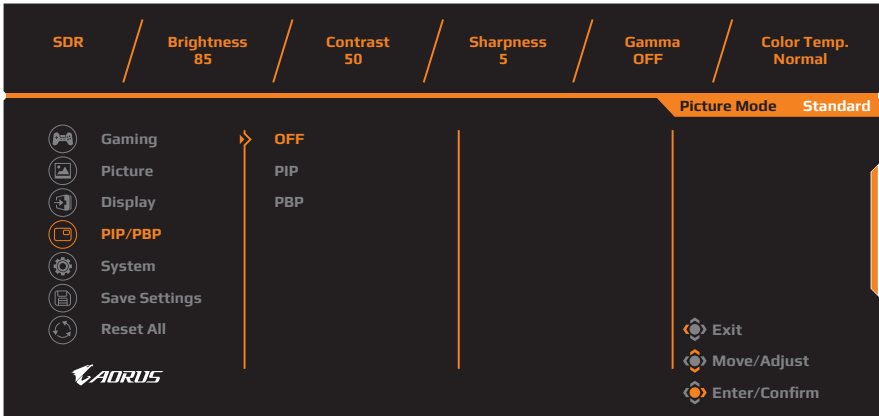 SDR Brightness Contrast Sharpness Gamma Color Temp.
85 50 5 OFF Normal
Picture Mode Standard
Gaming OFF
Picture PIP
Display PBP
PIP/PBP
System
Save Settings
Reset All Exit
Move/Adjust
AORUS
Enter/Confirm